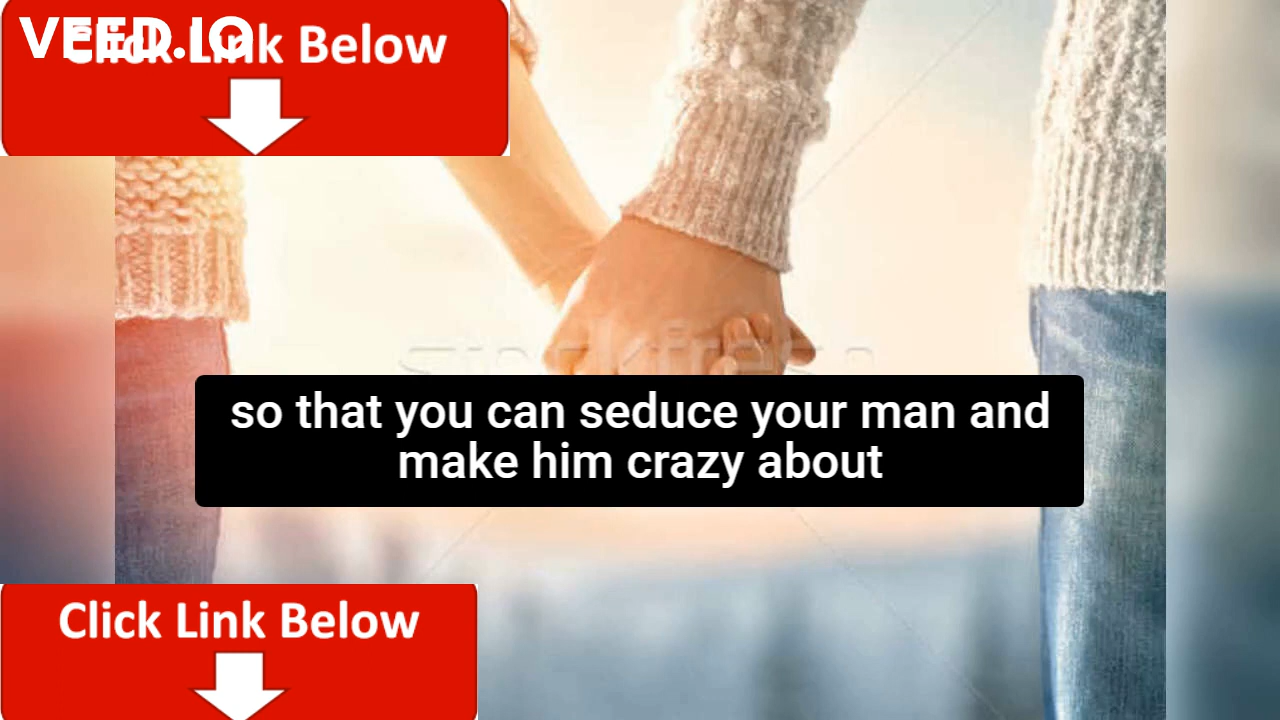 VEED.IO
Click Link Below
so that you can seduce your man and
make him crazy about
Click Link Below